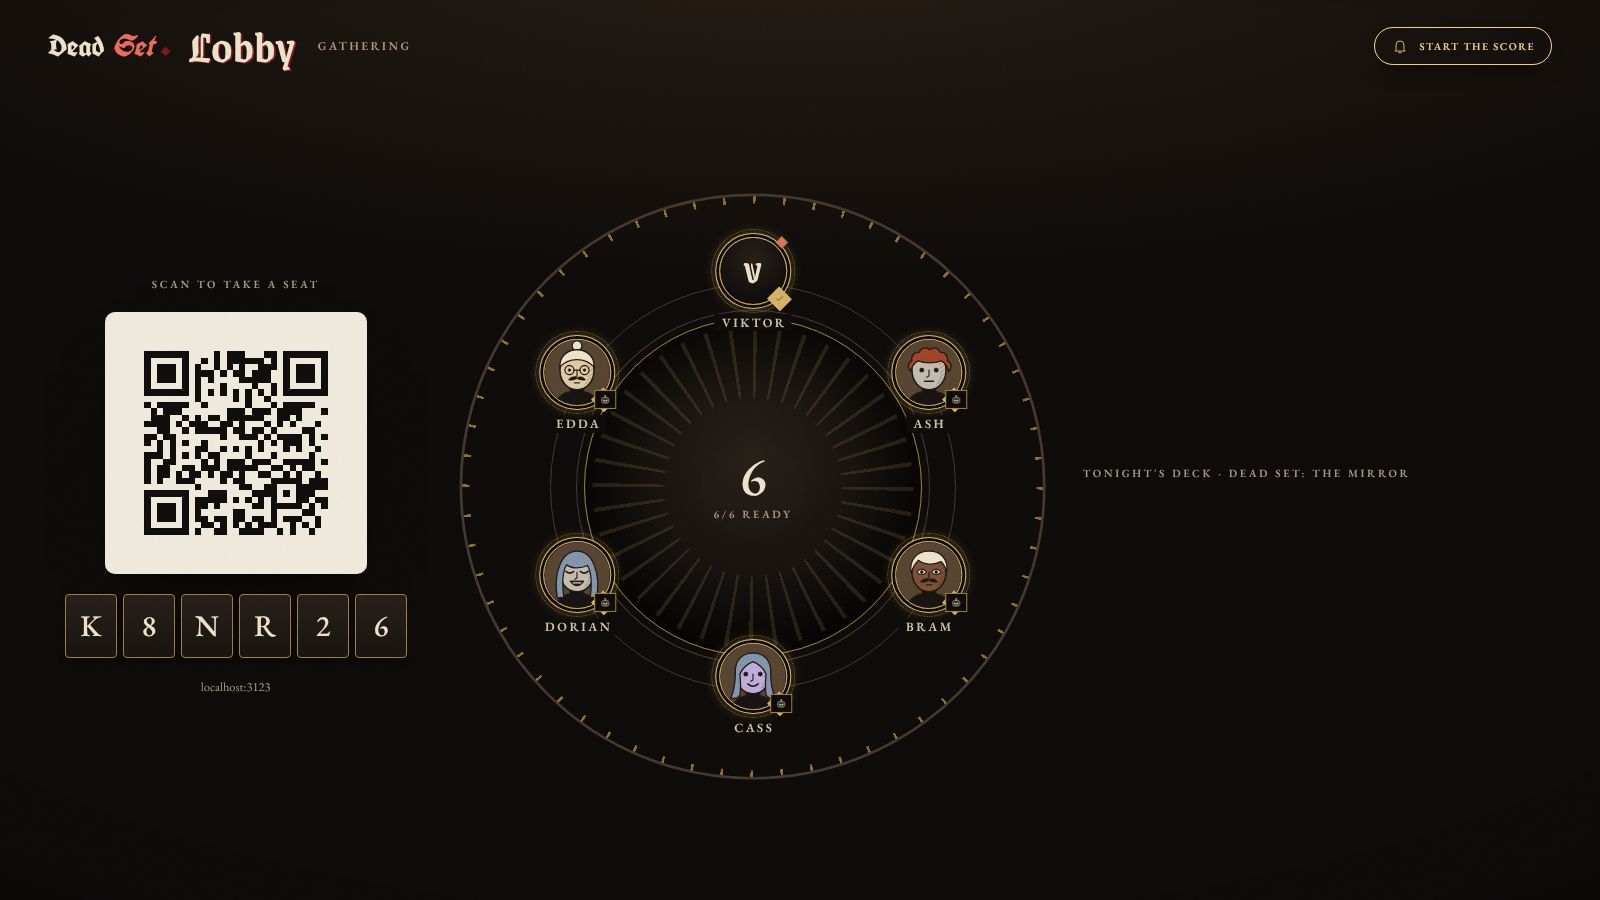 Dead Set Lobby GATHERING
START THE SCORE
SCAN TO TAKE A SEAT
K 8 N R 2 6
localhost:3123
V
VIKTOR
EDDA
ASH
6
6/6 READY
DORIAN
BRAM
CASS
TONIGHT'S DECK · DEAD SET: THE MIRROR